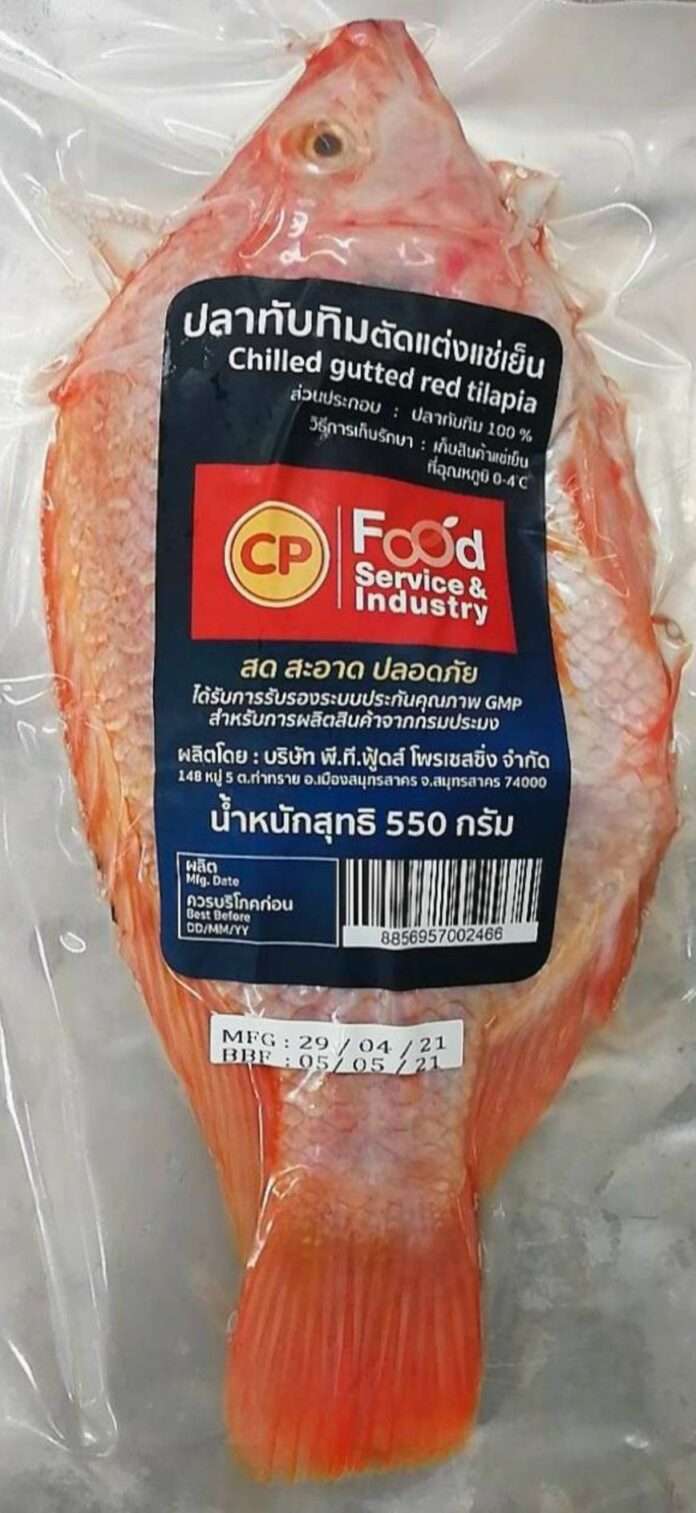 ปลาทับทิมตัดแต่งแช่เย็น
Chilled gutted red tilapia
ส่วนประกอบ : ปลาทับทิม 100 %
วิธีการเก็บรักษา : เก็บสินค้าแช่เย็น
ที่อุณหภูมิ 0-4°C
CP
Food
Service &
Industry
สด สะอาด ปลอดภัย
ได้รับการรับรองระบบประกันคุณภาพ GMP
สำหรับการผลิตสินค้าจากกรมประมง
ผลิตโดย : บริษัท พี.ที.ฟู้ดส์ โพรเซสซิ่ง จำกัด
148 หมู่ 5 ต.ท่าทราย อ.เมืองสมุทรสาคร จ.สมุทรสาคร 74000
น้ำหนักสุทธิ 550 กรัม
ผลิต
Mfg. Date
ควรบริโภคก่อน
Best Before
DD/MM/YY
8856957002466
MFG : 29 / 04 / 21
BBF : 05/ 05 / 21